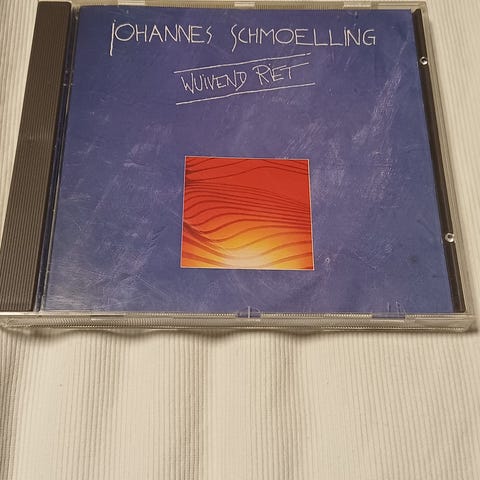 JOHANNES SCHMOELLING
WUIVEND RIET